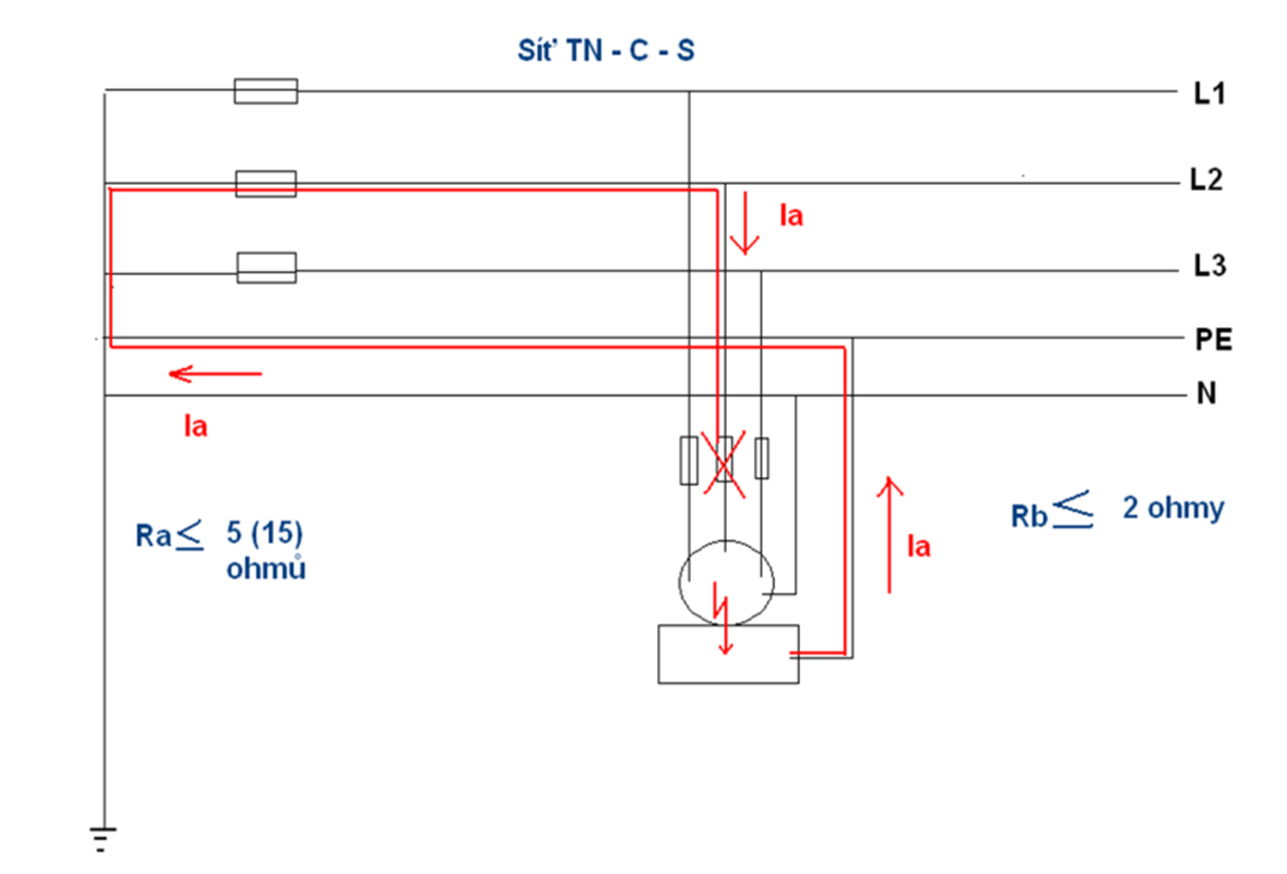 Síť TN - C - S
L1
L2
Ia
L3
PE
N
Ia
Ra ≤ 5 (15)
ohmů
Rb ≤ 2 ohmy
Ia